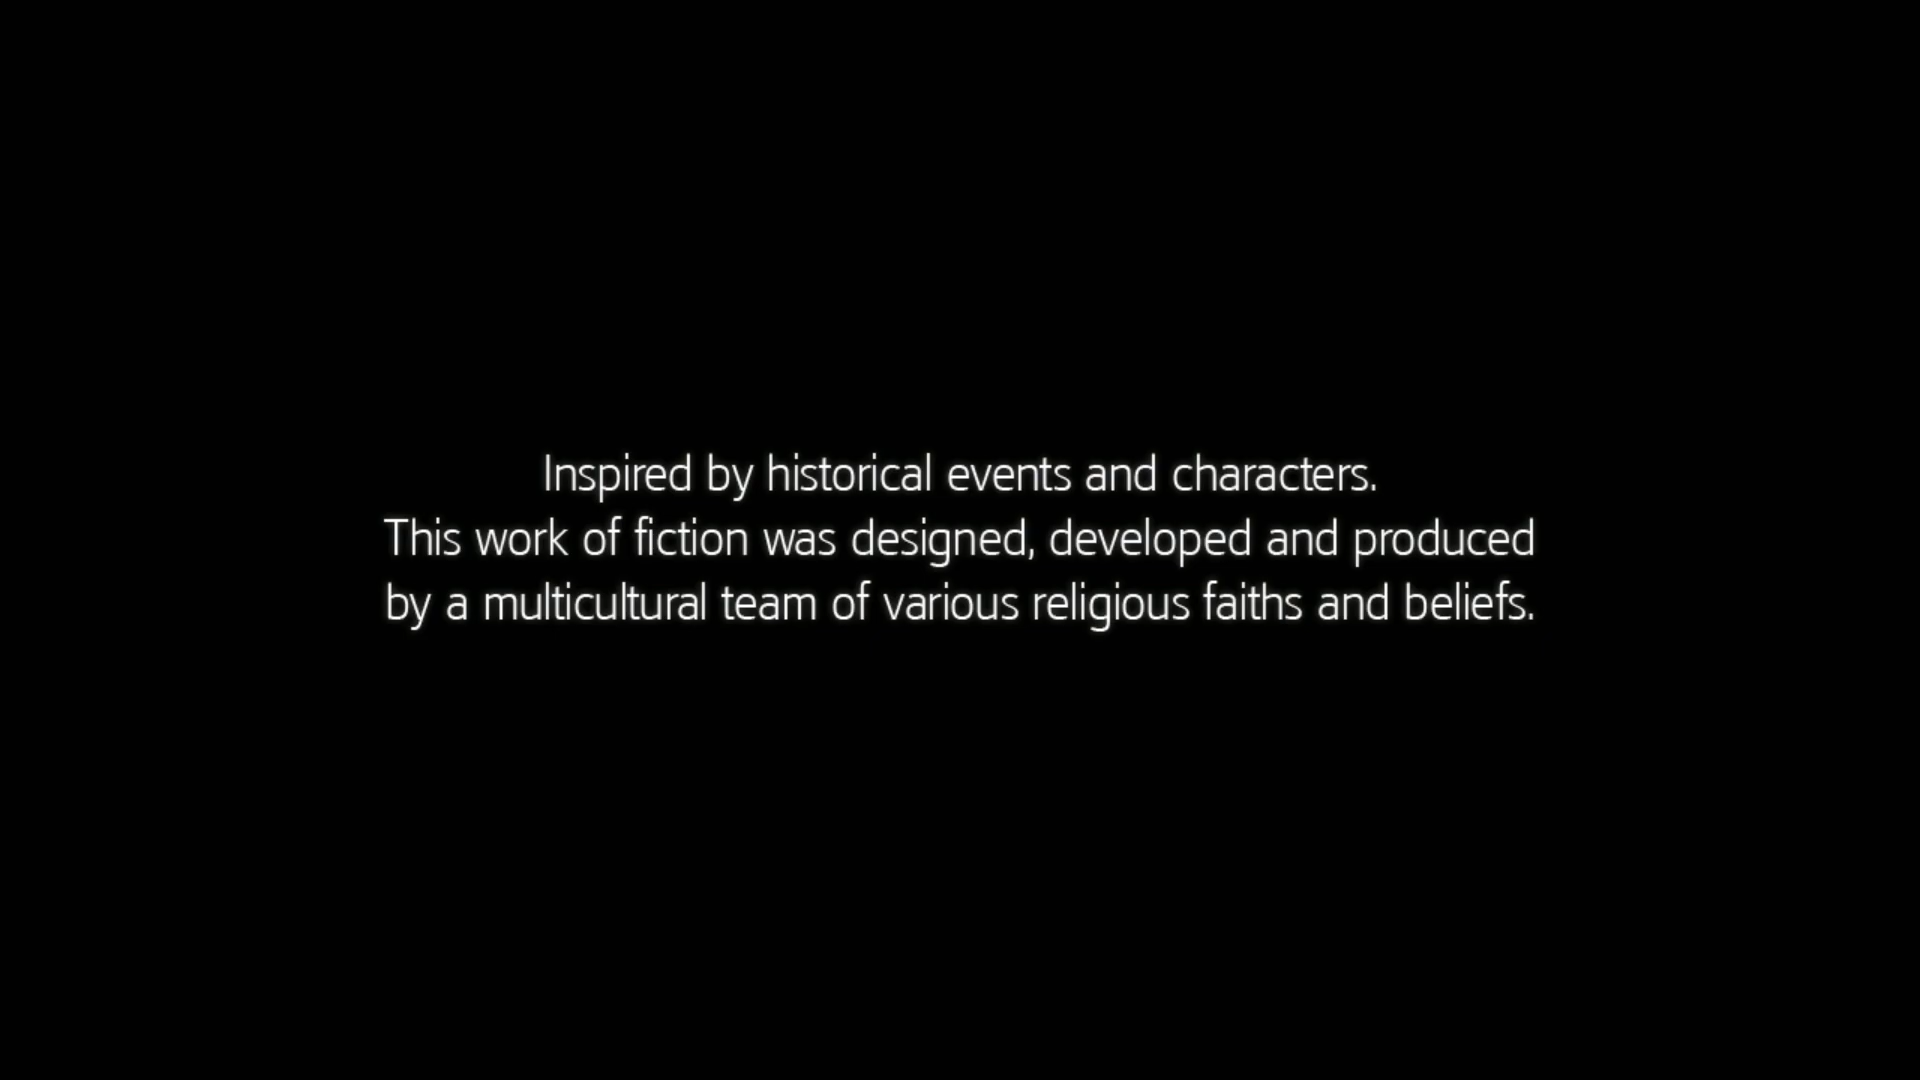 Inspired by historical events and characters.
This work of fiction was designed, developed and produced
by a multicultural team of various religious faiths and beliefs.